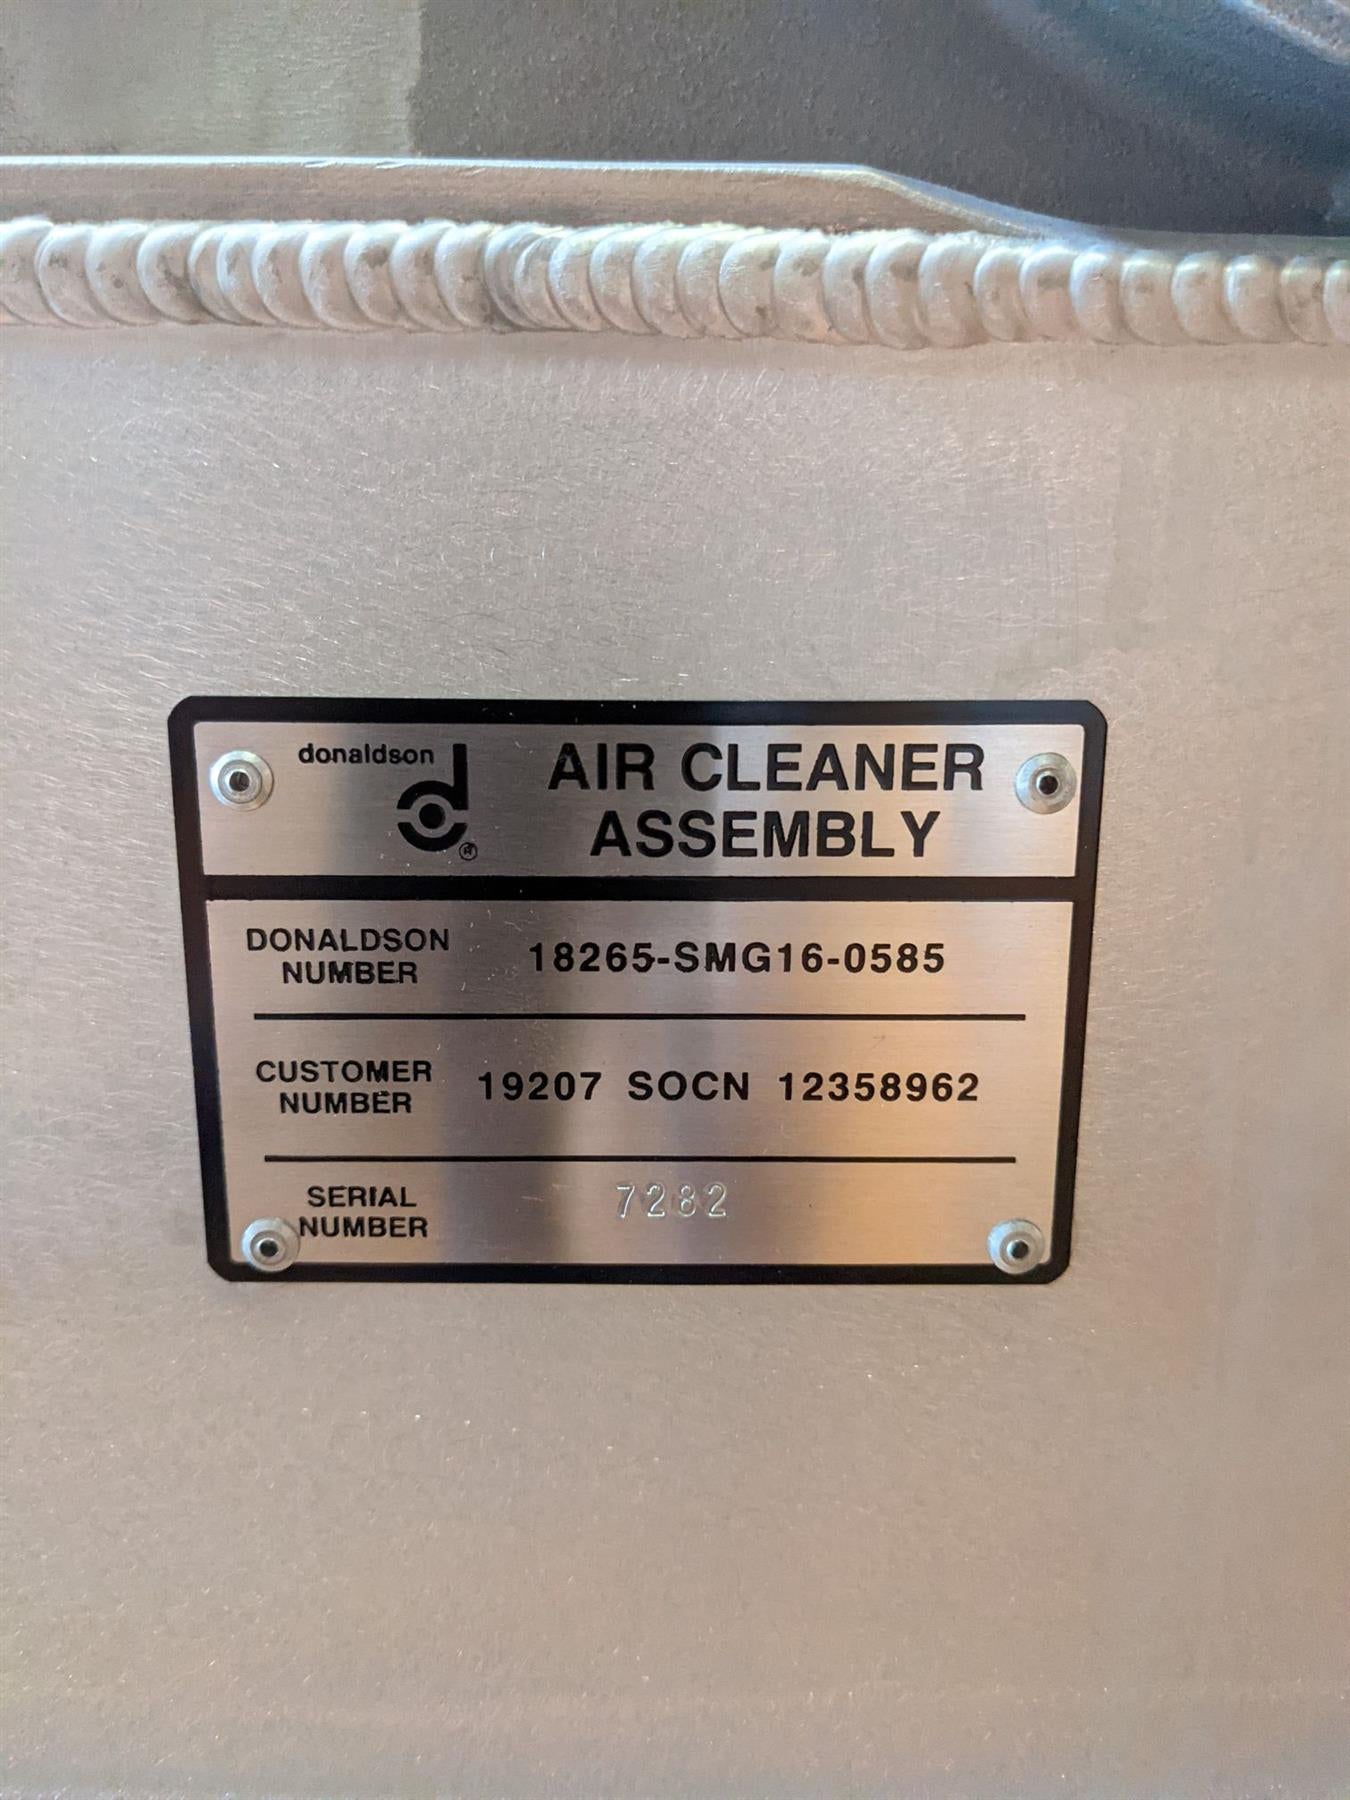 donaldson
®
AIR CLEANER
ASSEMBLY
DONALDSON
NUMBER
18265-SMG16-0585
CUSTOMER
NUMBER
19207 SOCN 12358962
SERIAL
NUMBER
7282